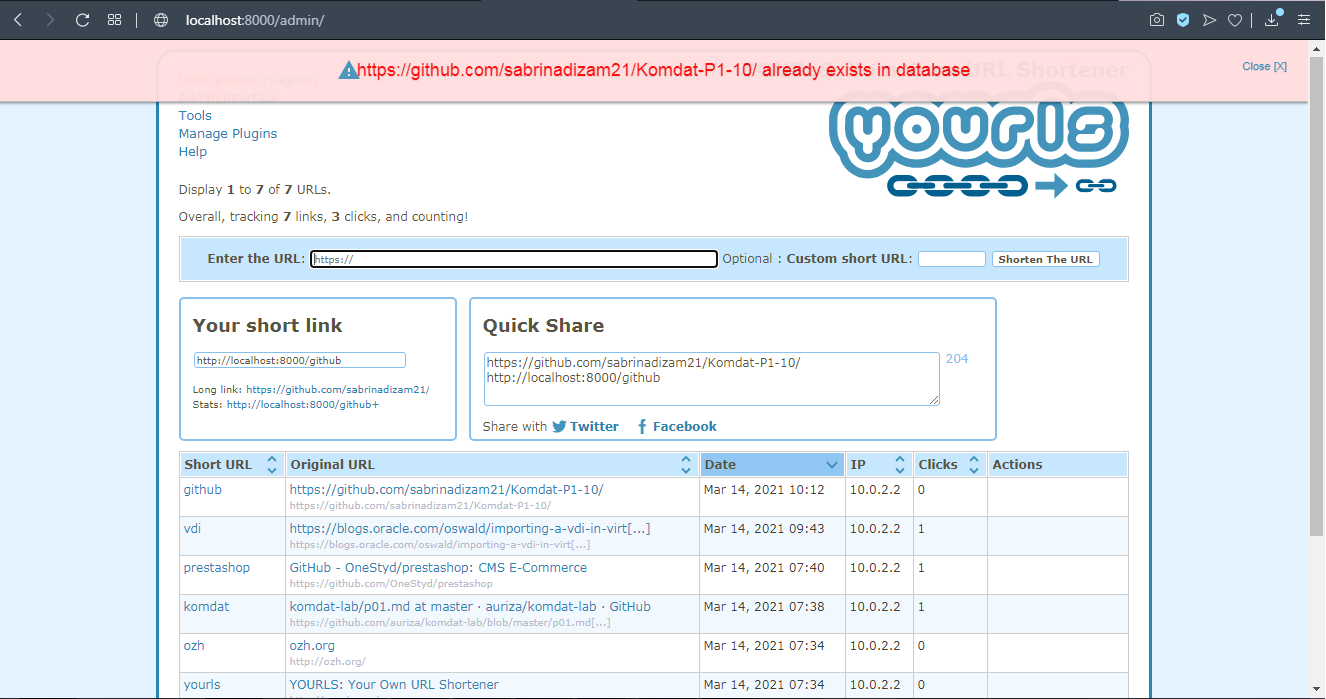 localhost:8000/admin/
https://github.com/sabrinadizam21/Komdat-P1-10/ already exists in database
Close [X]
Hello yourls (Logout)
URL Shortener
Admin interface
Tools
Manage Plugins
Help
yourls
Display 1 to 7 of 7 URLs.
Overall, tracking 7 links, 3 clicks, and counting!
Enter the URL: https:// Optional : Custom short URL: Shorten The URL
Your short link
http://localhost:8000/github
Long link: https://github.com/sabrinadizam21/
Stats: http://localhost:8000/github+
Quick Share
https://github.com/sabrinadizam21/Komdat-P1-10/
http://localhost:8000/github
204
Share with Twitter Facebook
Short URL Original URL Date IP Clicks Actions
github https://github.com/sabrinadizam21/Komdat-P1-10/ Mar 14, 2021 10:12 10.0.2.2 0
https://github.com/sabrinadizam21/Komdat-P1-10/
vdi https://blogs.oracle.com/oswald/importing-a-vdi-in-virt[...] Mar 14, 2021 09:43 10.0.2.2 1
https://blogs.oracle.com/oswald/importing-a-vdi-in-virt[...]
prestashop GitHub - OneStyd/prestashop: CMS E-Commerce Mar 14, 2021 07:40 10.0.2.2 1
https://github.com/OneStyd/prestashop
komdat komdat-lab/p01.md at master · auriza/komdat-lab · GitHub Mar 14, 2021 07:38 10.0.2.2 1
https://github.com/auriza/komdat-lab/blob/master/p01.md[...]
ozh ozh.org Mar 14, 2021 07:34 10.0.2.2 0
http://ozh.org/
yourls YOURLS: Your Own URL Shortener Mar 14, 2021 07:34 10.0.2.2 0